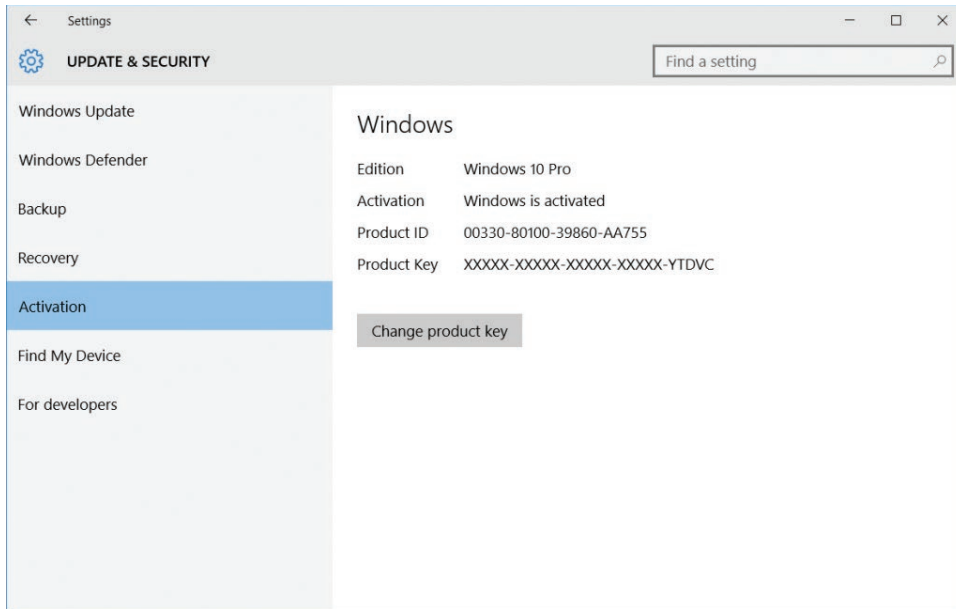 Settings
UPDATE & SECURITY
Find a setting
Windows Update
Windows Defender
Backup
Recovery
Activation
Find My Device
For developers
Windows
Edition Windows 10 Pro
Activation Windows is activated
Product ID 00330-80100-39860-AA755
Product Key XXXXX-XXXXX-XXXXX-XXXXX-YTDVC
Change product key